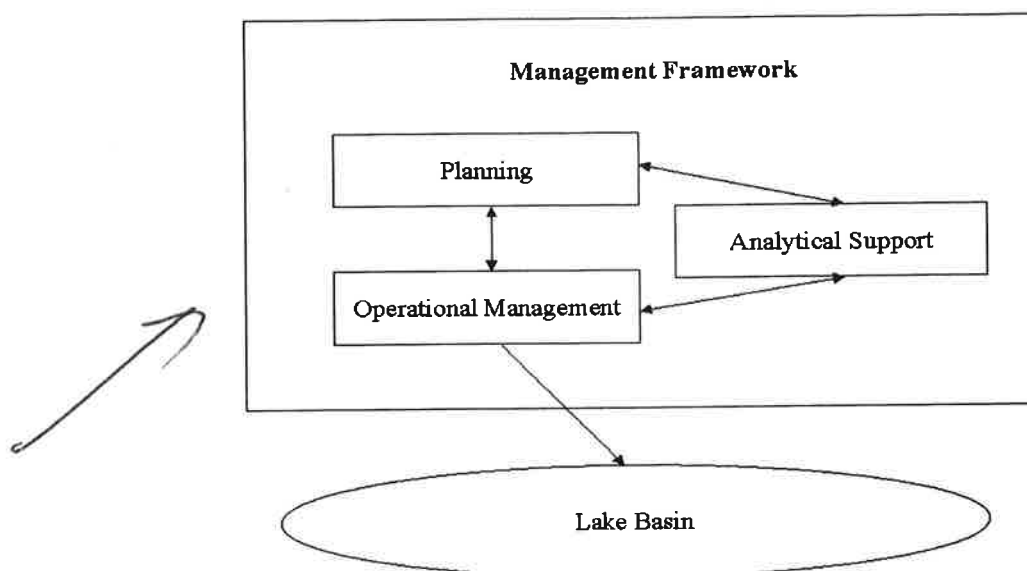 Management Framework
Planning
Analytical Support
Operational Management
Lake Basin